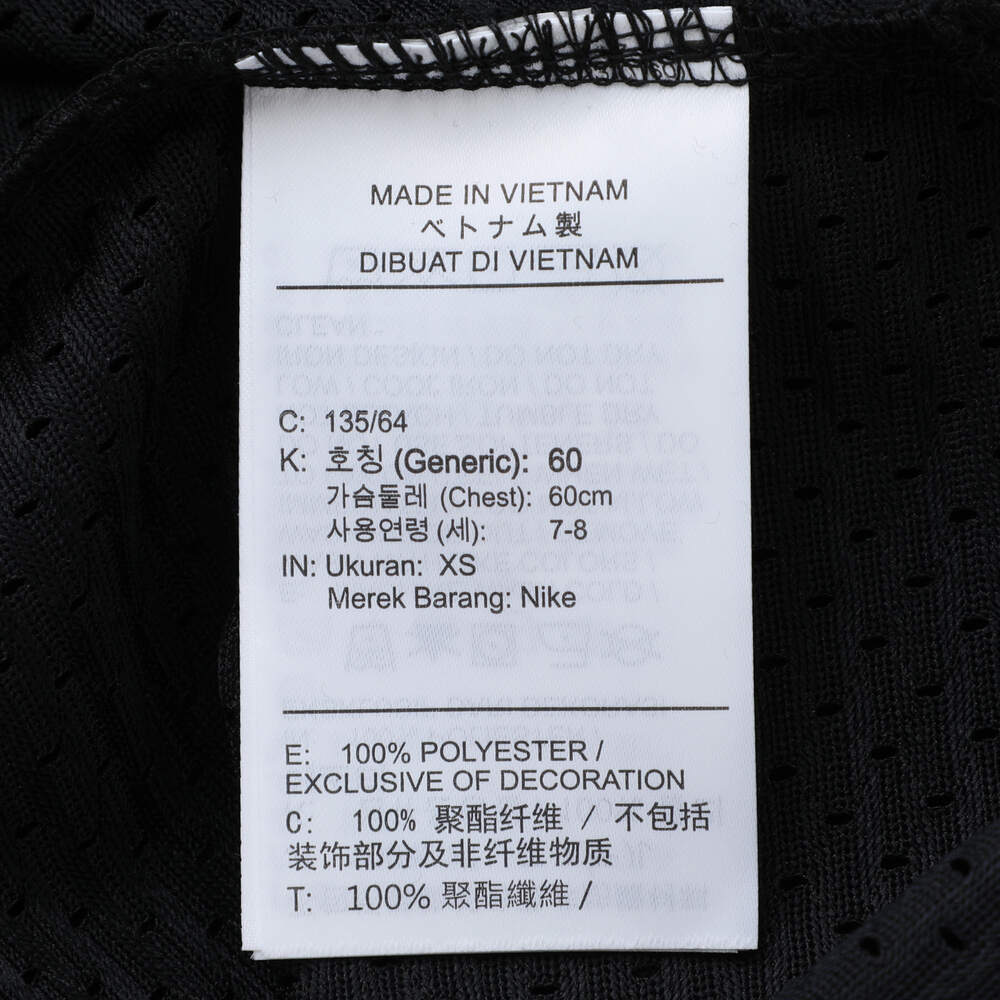 MADE IN VIETNAM
ベトナム製
DIBUAT DI VIETNAM
C: 135/64
K: 호칭 (Generic): 60
가슴둘레 (Chest): 60cm
사용연령 (세): 7-8
IN: Ukuran: XS
Merek Barang: Nike
E: 100% POLYESTER /
EXCLUSIVE OF DECORATION
C: 100% 聚酯纤维 / 不包括
装饰部分及非纤维物质
T: 100% 聚酯纖維 /